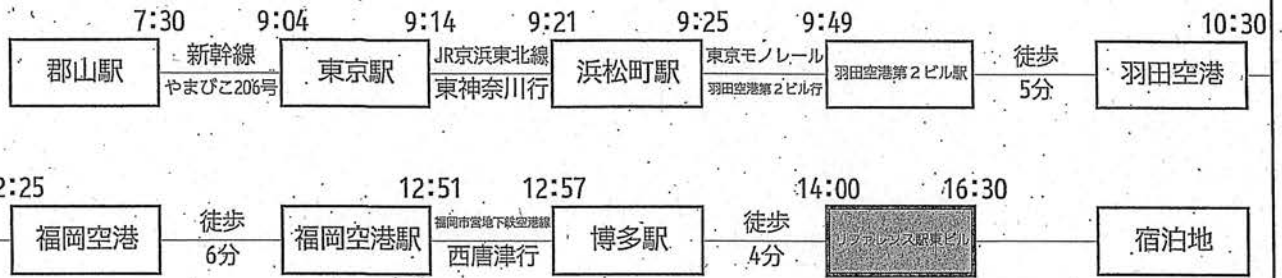 7:30 9:04 9:14 9:21 9:25 9:49 10:30
郡山駅 新幹線 東京駅 JR京浜東北線 浜松町駅 東京モノレール 羽田空港第2ビル駅 徒歩 羽田空港
やまびこ206号 東神奈川行 羽田空港第2ビル行 5分
2:25 12:51 12:57 14:00 16:30
福岡空港 徒歩 福岡空港駅 福岡市営地下鉄空港線 博多駅 徒歩 リファレンス駅東ビル 宿泊地
6分 西唐津行 4分